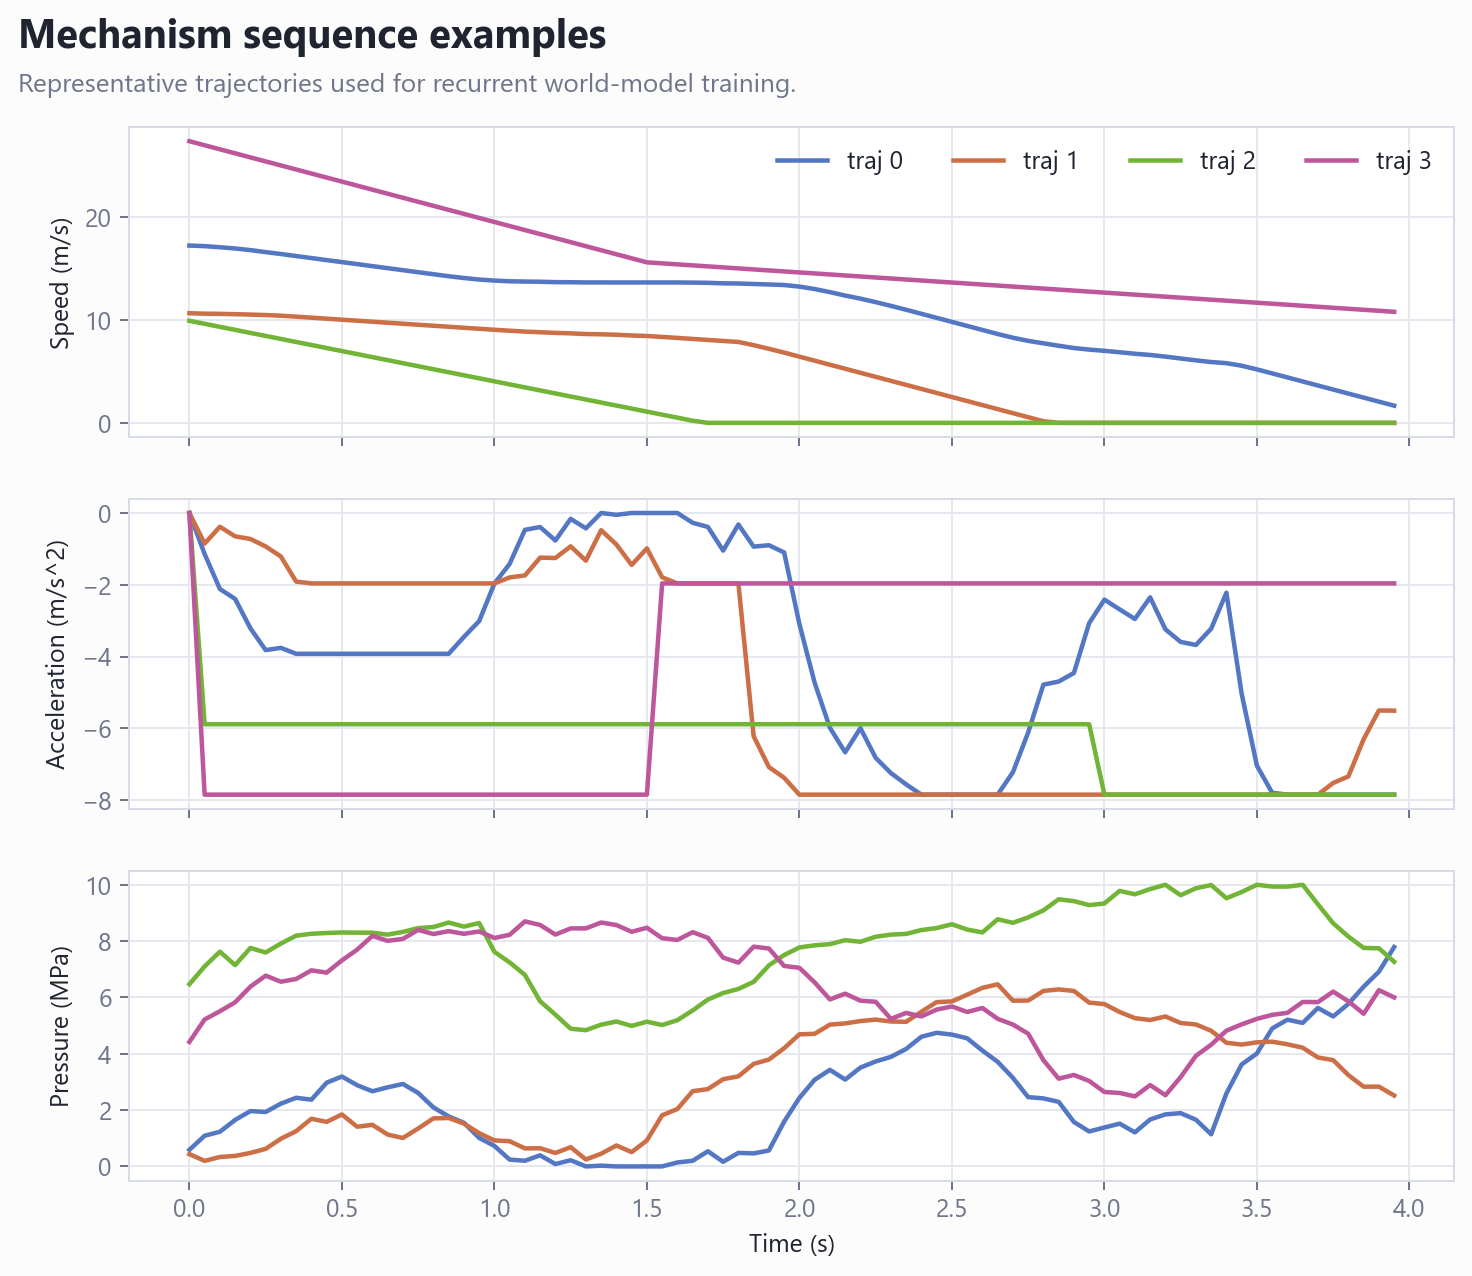 Mechanism sequence examples
Representative trajectories used for recurrent world-model training.
traj 0 traj 1 traj 2 traj 3
Speed (m/s)
20
10
0
Acceleration (m/s^2)
0
−2
−4
−6
−8
Pressure (MPa)
10
8
6
4
2
0
0.0 0.5 1.0 1.5 2.0 2.5 3.0 3.5 4.0
Time (s)